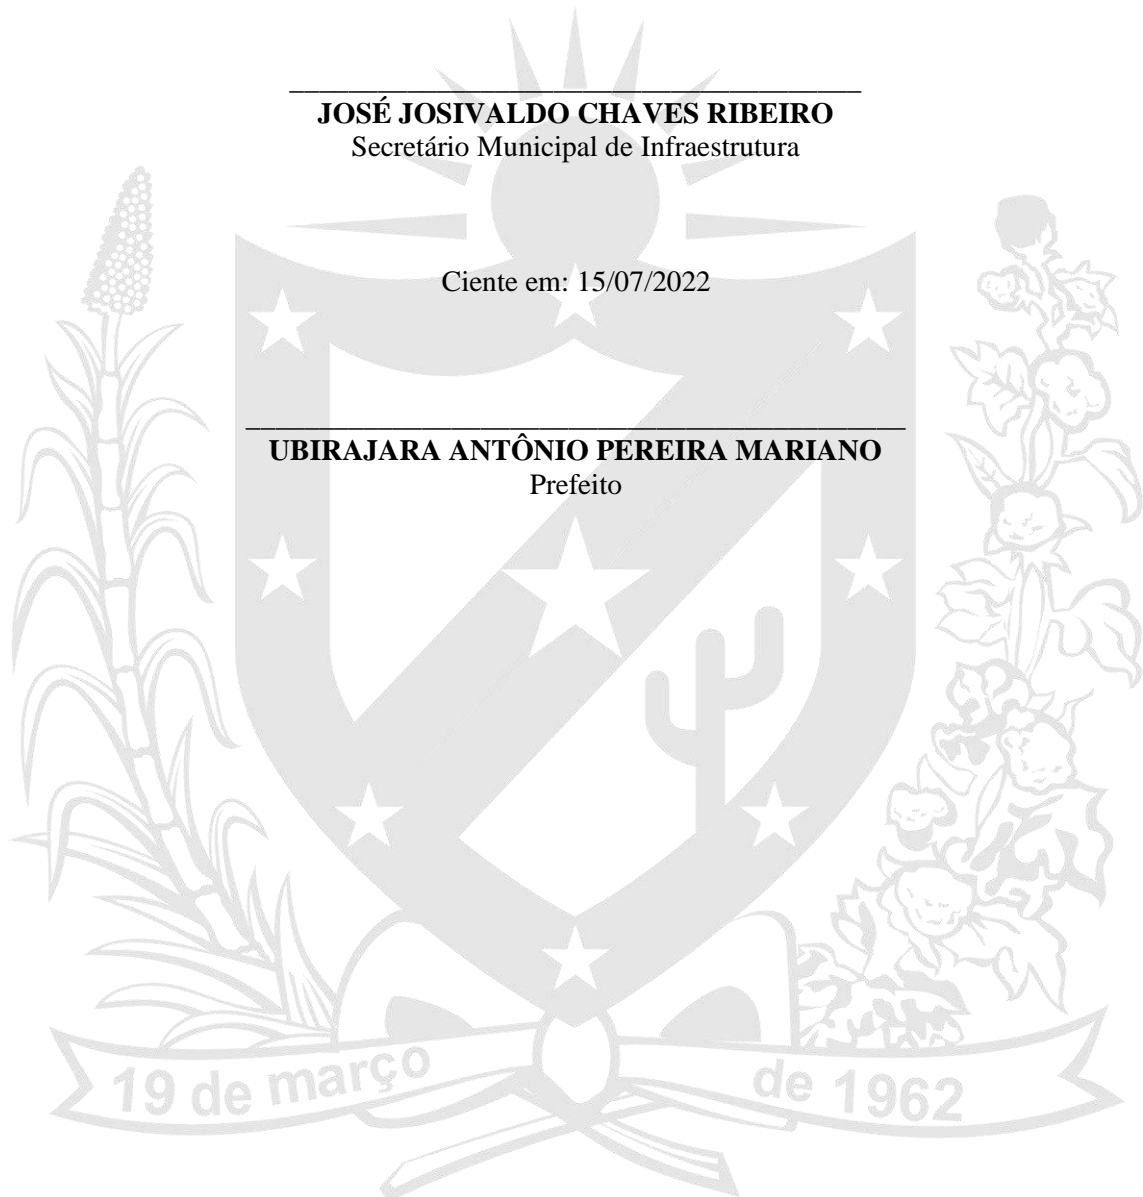 JOSÉ JOSIVALDO CHAVES RIBEIRO
Secretário Municipal de Infraestrutura
Ciente em: 15/07/2022
UBIRAJARA ANTÔNIO PEREIRA MARIANO
Prefeito
19 de março de 1962